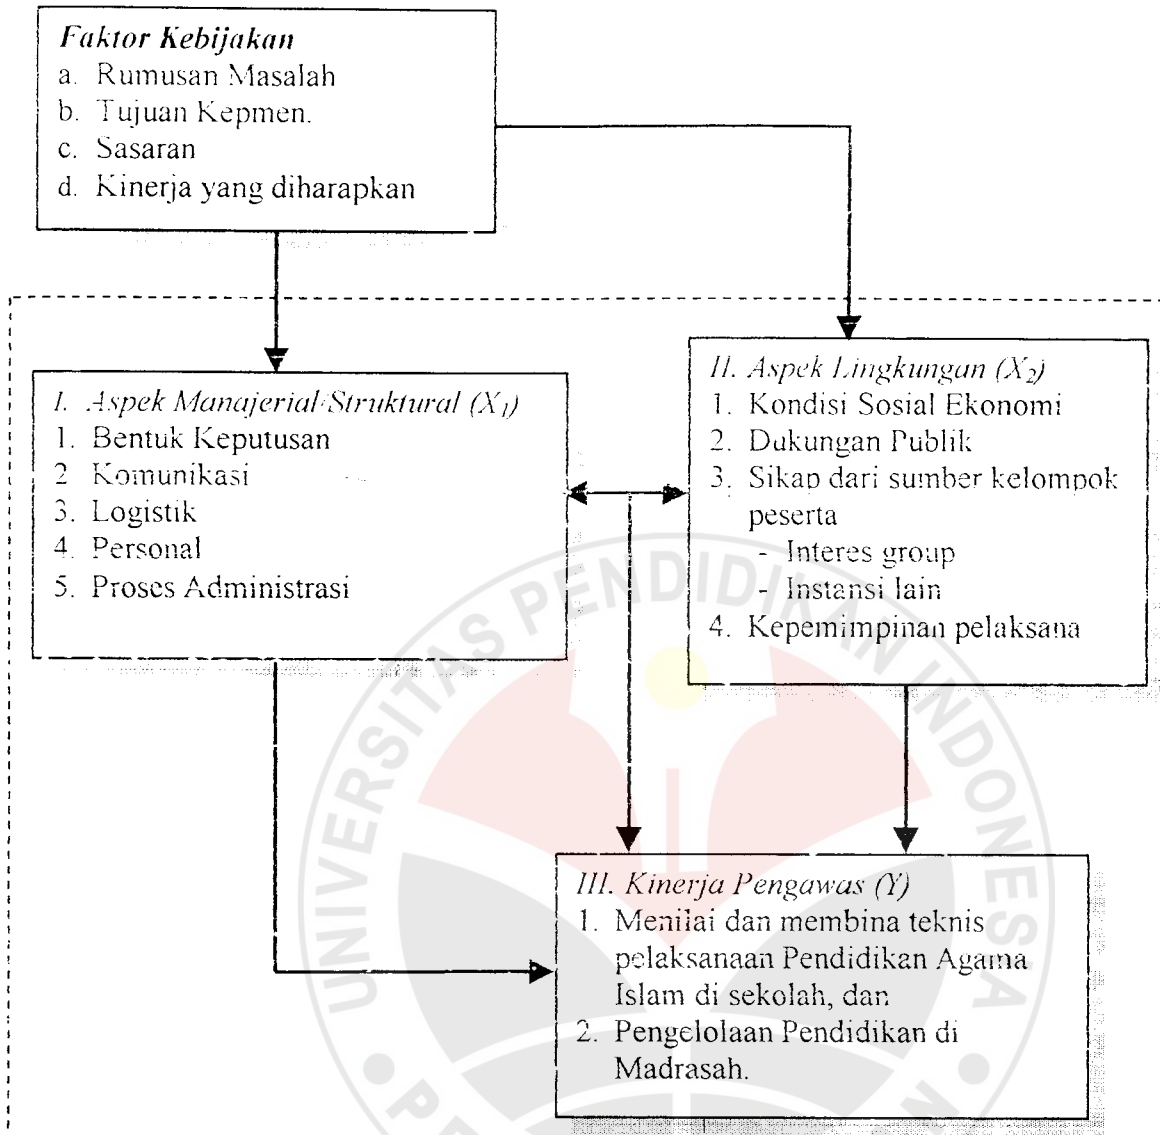 Faktor Kebijakan
a. Rumusan Masalah
b. Tujuan Kepmen.
c. Sasaran
d. Kinerja yang diharapkan
I. Aspek Manajerial/Struktural (X1)
1. Bentuk Keputusan
2 Komunikasi
3. Logistik
4. Personal
5. Proses Administrasi
II. Aspek Lingkungan (X2)
1. Kondisi Sosial Ekonomi
2. Dukungan Publik
3. Sikap dari sumber kelompok
peserta
- Interes group
- Instansi lain
4. Kepemimpinan pelaksana
III. Kinerja Pengawas (Y)
1. Menilai dan membina teknis
pelaksanaan Pendidikan Agama
Islam di sekolah, dan
2. Pengelolaan Pendidikan di
Madrasah.
UNIVERSITAS PENDIDIKAN INDONESIA